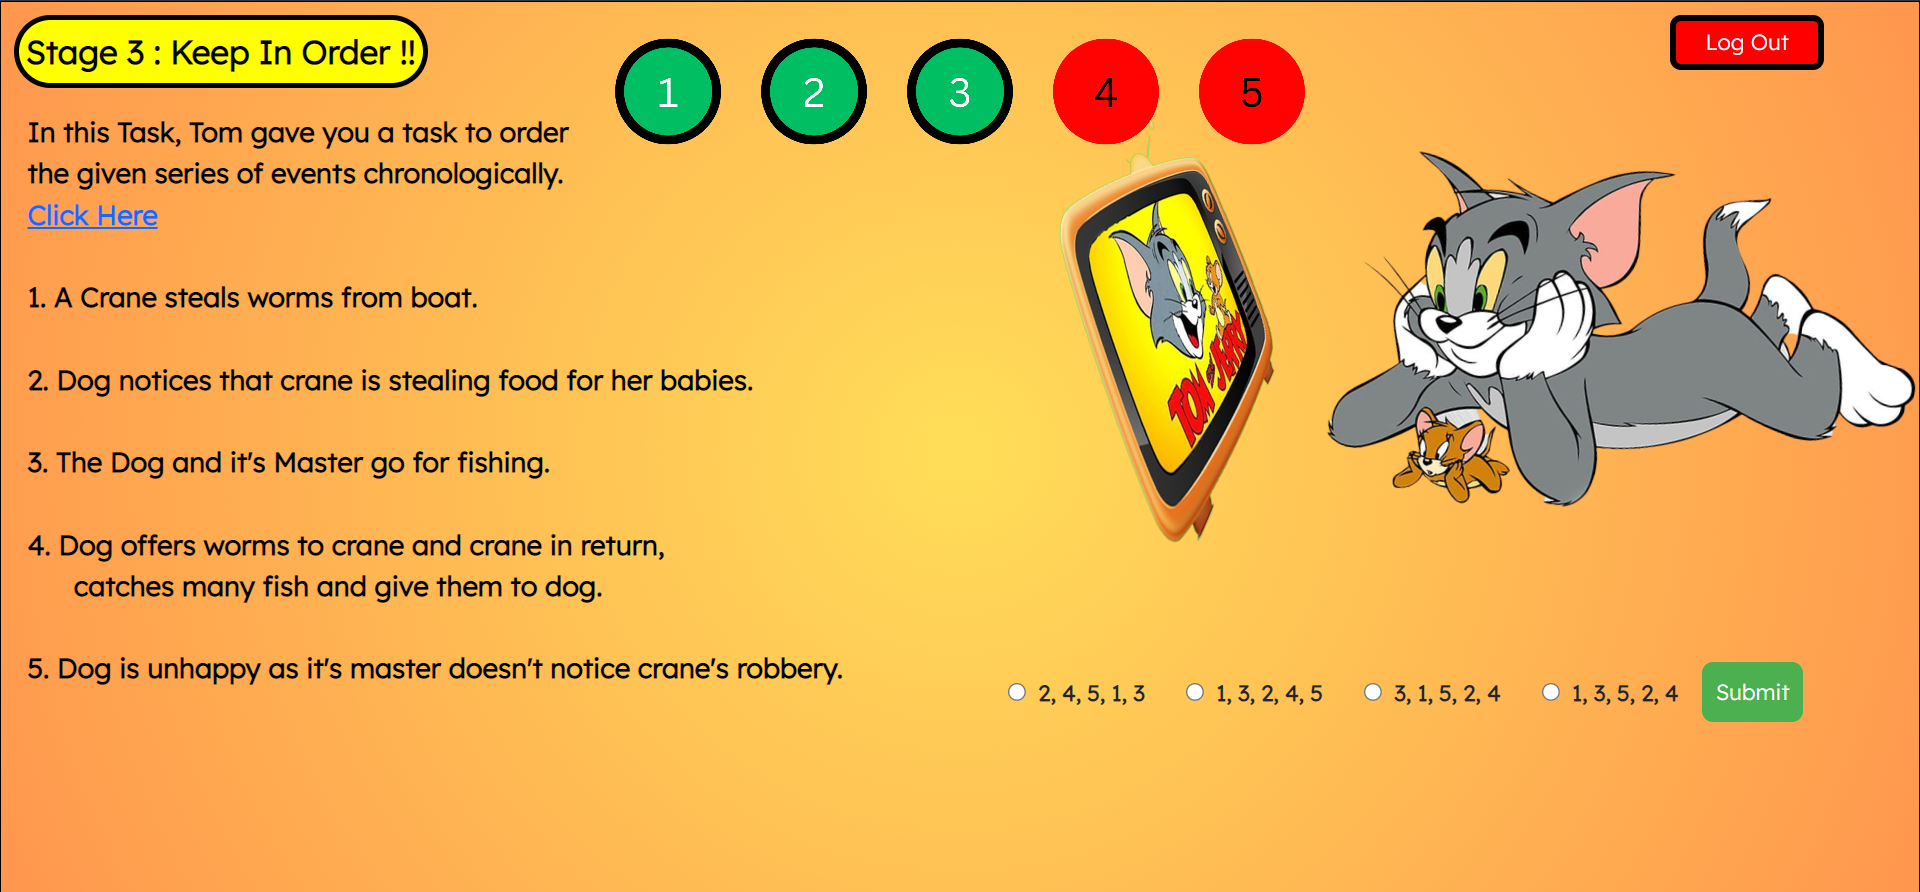 Stage 3 : Keep In Order !!
1
2
3
4
5
Log Out
In this Task, Tom gave you a task to order
the given series of events chronologically.
Click Here
1. A Crane steals worms from boat.
2. Dog notices that crane is stealing food for her babies.
3. The Dog and it's Master go for fishing.
4. Dog offers worms to crane and crane in return,
catches many fish and give them to dog.
5. Dog is unhappy as it's master doesn't notice crane's robbery.
TOM AND JERRY
2, 4, 5, 1, 3
1, 3, 2, 4, 5
3, 1, 5, 2, 4
1, 3, 5, 2, 4
Submit